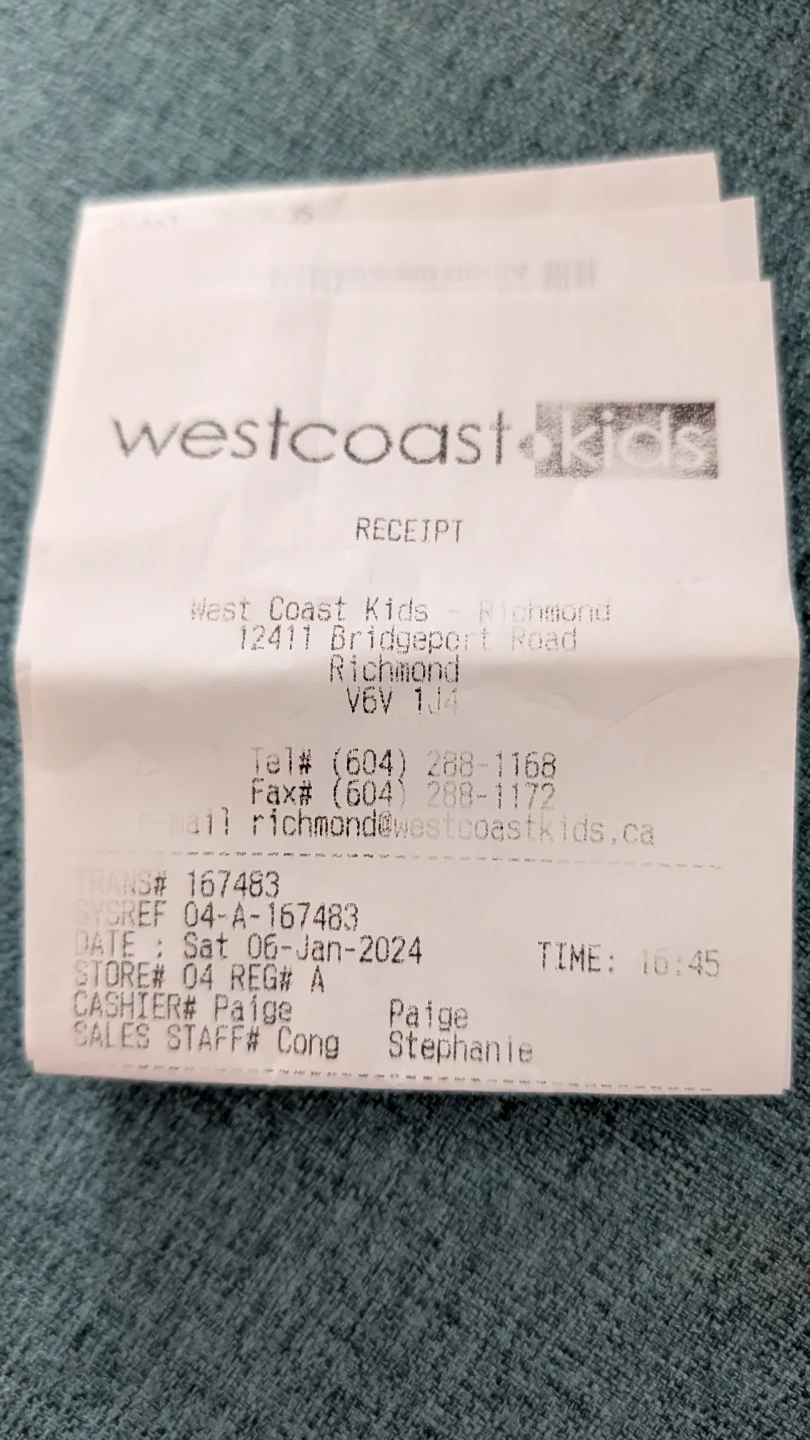 westcoast kids
RECEIPT
West Coast Kids - Richmond
12411 Bridgeport Road
Richmond
V6V 1J4
Tel# (604) 288-1168
Fax# (604) 288-1172
e-mail richmond@westcoastkids.ca
TRANS# 167483
SYSREF 04-A-167483
DATE : Sat 06-Jan-2024 TIME: 16:45
STORE# 04 REG# A
CASHIER# Paige Paige
SALES STAFF# Cong Stephanie